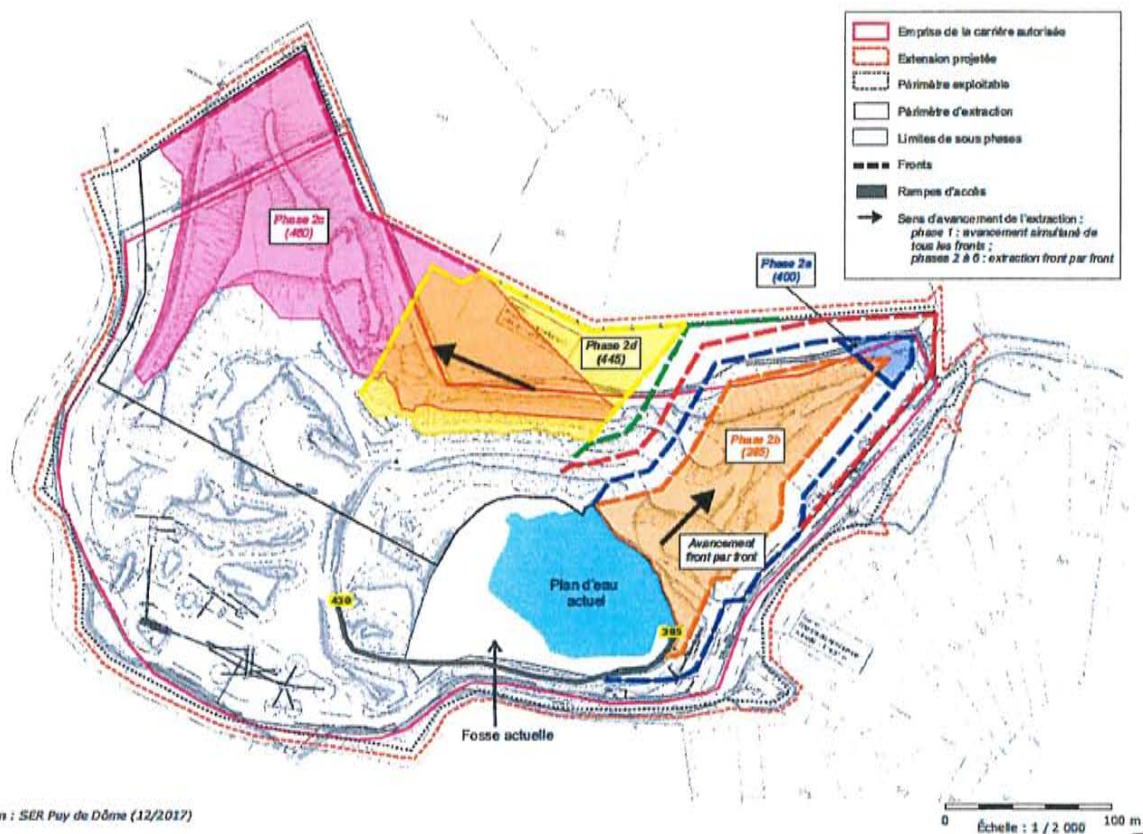 Emprise de la carrière autorisée
Extension projetée
Périmètre exploitable
Périmètre d'extraction
Limites de sous phases
Fronts
Rampes d'accès
Sens d'avancement de l'extraction :
phase 1 : avancement simultané de
tous les fronts ;
phases 2 à 6 : extraction front par front
Phase 2c
(460)
Phase 2a
(400)
Phase 2d
(445)
Phase 2b
(385)
Avancement
front par front
Plan d'eau
actuel
430
385
Fosse actuelle
n : SER Puy de Dôme (12/2017)
0 100 m
Échelle : 1 / 2 000